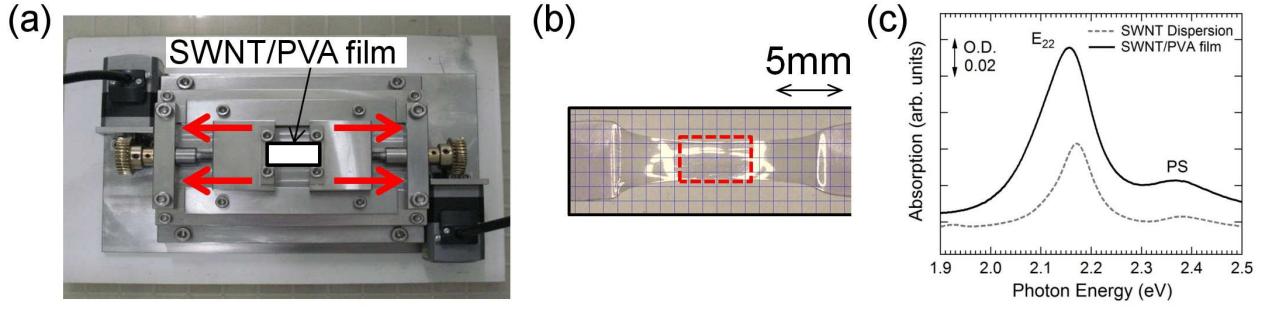 (a)
SWNT/PVA film
(b)
5mm
(c)
Absorption (arb. units)
O.D.
0.02
E22
SWNT Dispersion
SWNT/PVA film
PS
1.9 2.0 2.1 2.2 2.3 2.4 2.5
Photon Energy (eV)